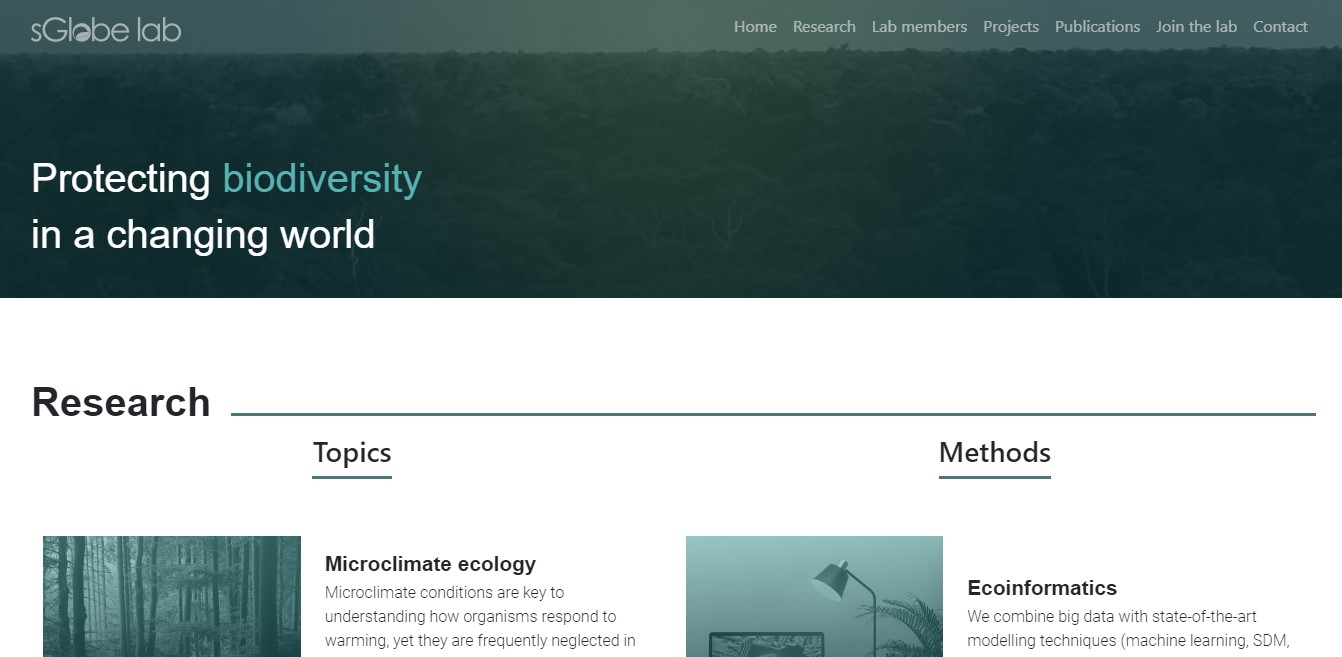 sGlobe lab
Home Research Lab members Projects Publications Join the lab Contact
Protecting biodiversity
in a changing world
Research
Topics
Microclimate ecology
Microclimate conditions are key to
understanding how organisms respond to
warming, yet they are frequently neglected in
Methods
Ecoinformatics
We combine big data with state-of-the-art
modelling techniques (machine learning, SDM,